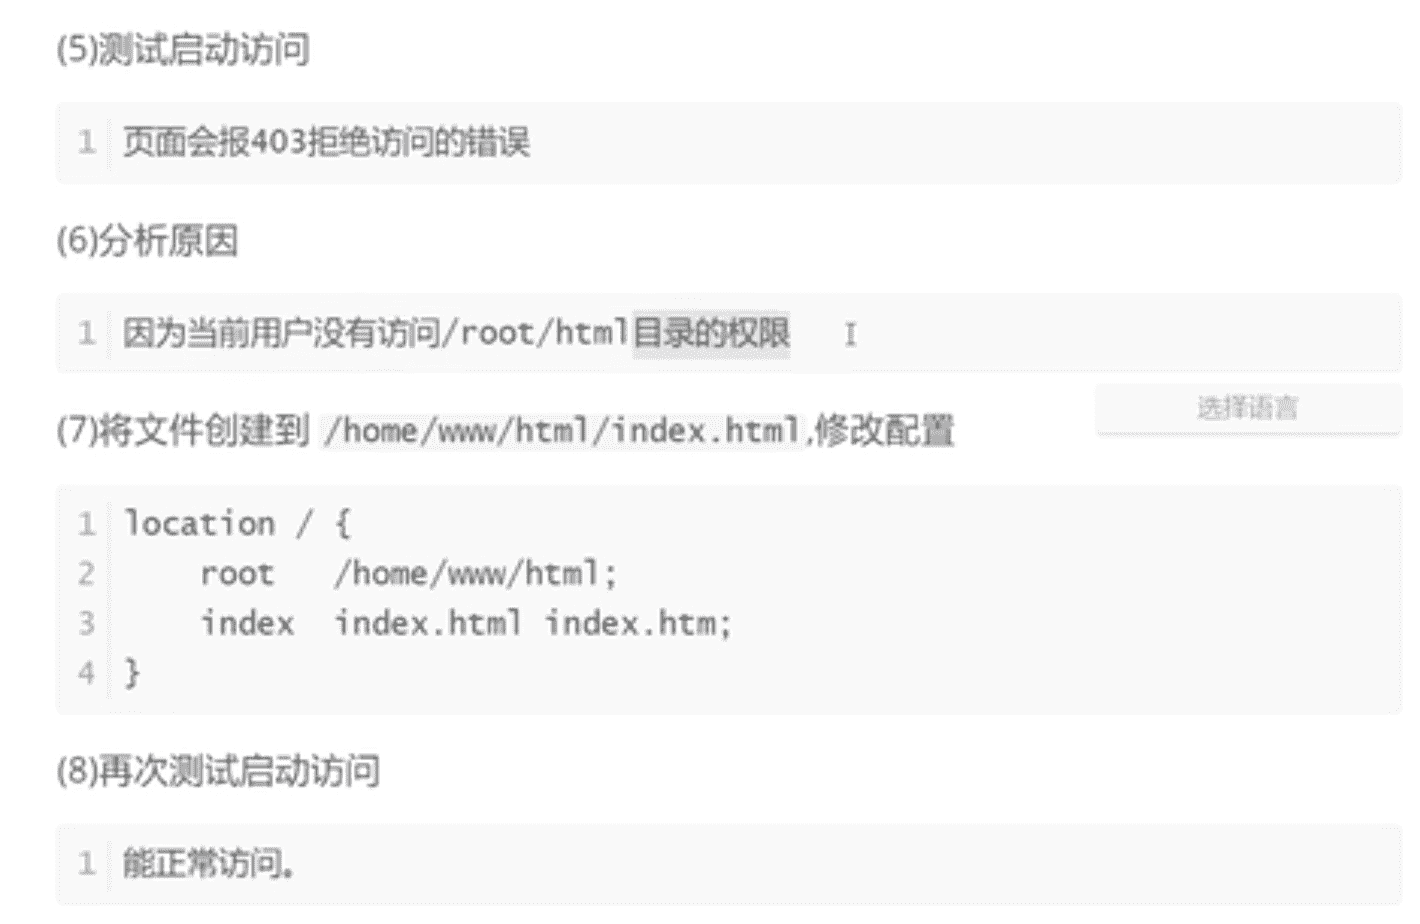 (5)测试启动访问
1 页面会报403拒绝访问的错误
(6)分析原因
1 因为当前用户没有访问/root/html目录的权限
选择语言
(7)将文件创建到 /home/www/html/index.html,修改配置
1 location / {
2     root   /home/www/html;
3     index  index.html index.htm;
4 }
(8)再次测试启动访问
1 能正常访问。